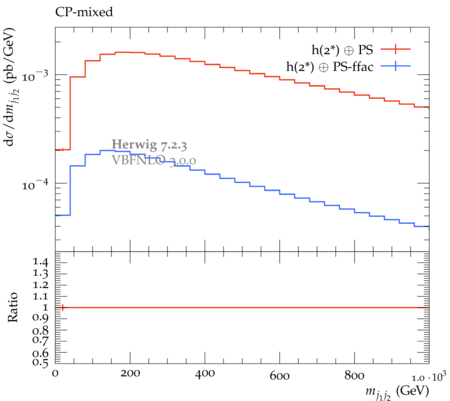 CP-mixed
dσ/dm_{j₁j₂} (pb/GeV)
h(2*) ⊕ PS
h(2*) ⊕ PS-ffac
10⁻³
Herwig 7.2.3
VBFNLO 3.0.0
10⁻⁴
Ratio
1.4
1.3
1.2
1.1
1
0.9
0.8
0.7
0.6
0.5
0 200 400 600 800 1.0 · 10³
m_{j₁j₂} (GeV)